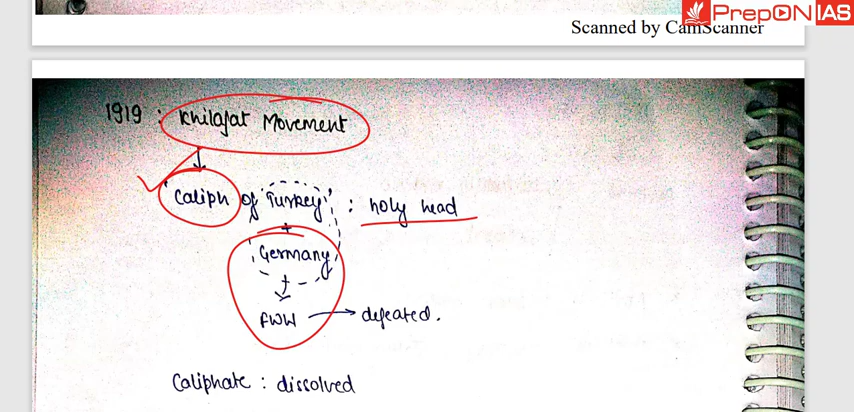 PrepON IAS
Scanned by CamScanner
1919 : Khilafat Movement
Caliph of 'Turkey' : holy head
+
Germany
FWW → defeated.
Caliphate : dissolved